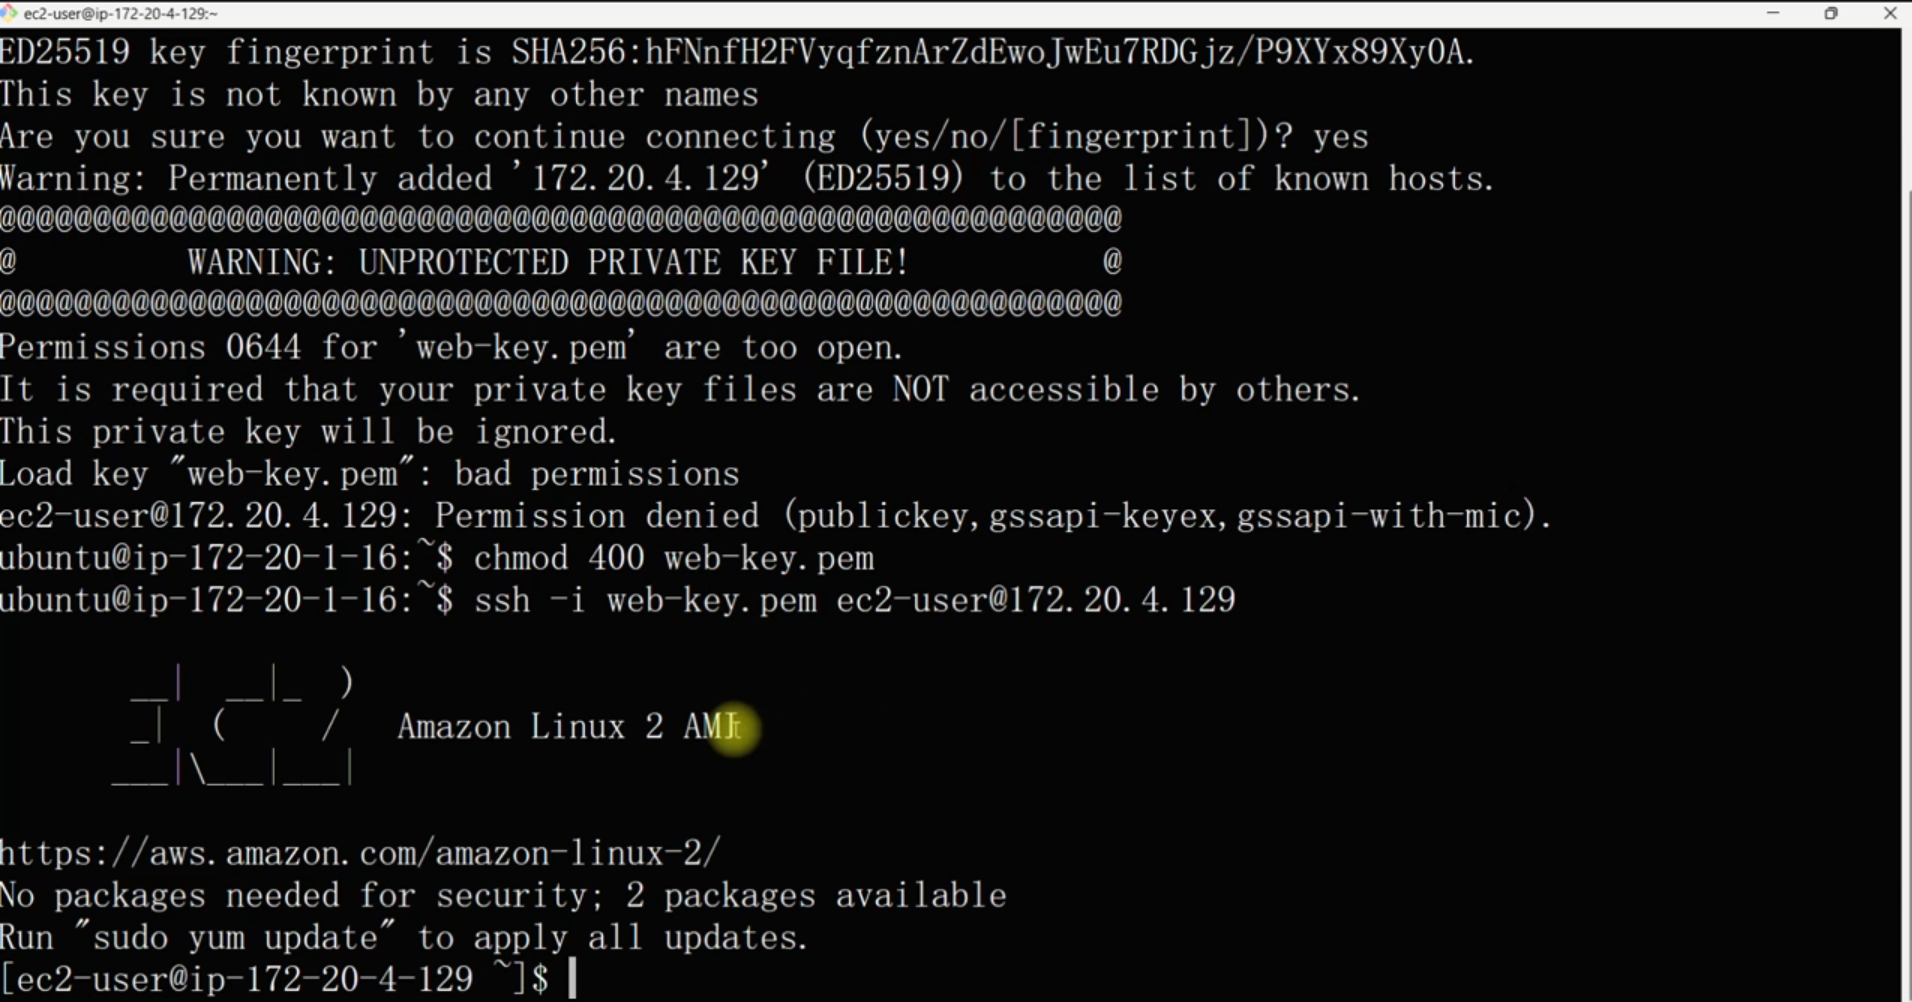 ec2-user@ip-172-20-4-129:~
ED25519 key fingerprint is SHA256:hFNnfH2FVyqfznArZdEwoJwEu7RDGjz/P9XYx89Xy0A.
This key is not known by any other names
Are you sure you want to continue connecting (yes/no/[fingerprint])? yes
Warning: Permanently added '172.20.4.129' (ED25519) to the list of known hosts.
@@@@@@@@@@@@@@@@@@@@@@@@@@@@@@@@@@@@@@@@@@@@@@@@@@@@@@@@@@@
@         WARNING: UNPROTECTED PRIVATE KEY FILE!          @
@@@@@@@@@@@@@@@@@@@@@@@@@@@@@@@@@@@@@@@@@@@@@@@@@@@@@@@@@@@
Permissions 0644 for 'web-key.pem' are too open.
It is required that your private key files are NOT accessible by others.
This private key will be ignored.
Load key "web-key.pem": bad permissions
ec2-user@172.20.4.129: Permission denied (publickey,gssapi-keyex,gssapi-with-mic).
ubuntu@ip-172-20-1-16:~$ chmod 400 web-key.pem
ubuntu@ip-172-20-1-16:~$ ssh -i web-key.pem ec2-user@172.20.4.129
       __|  __|_  )
       _|  (     /   Amazon Linux 2 AMI
      ___|\___|___|
https://aws.amazon.com/amazon-linux-2/
No packages needed for security; 2 packages available
Run "sudo yum update" to apply all updates.
[ec2-user@ip-172-20-4-129 ~]$